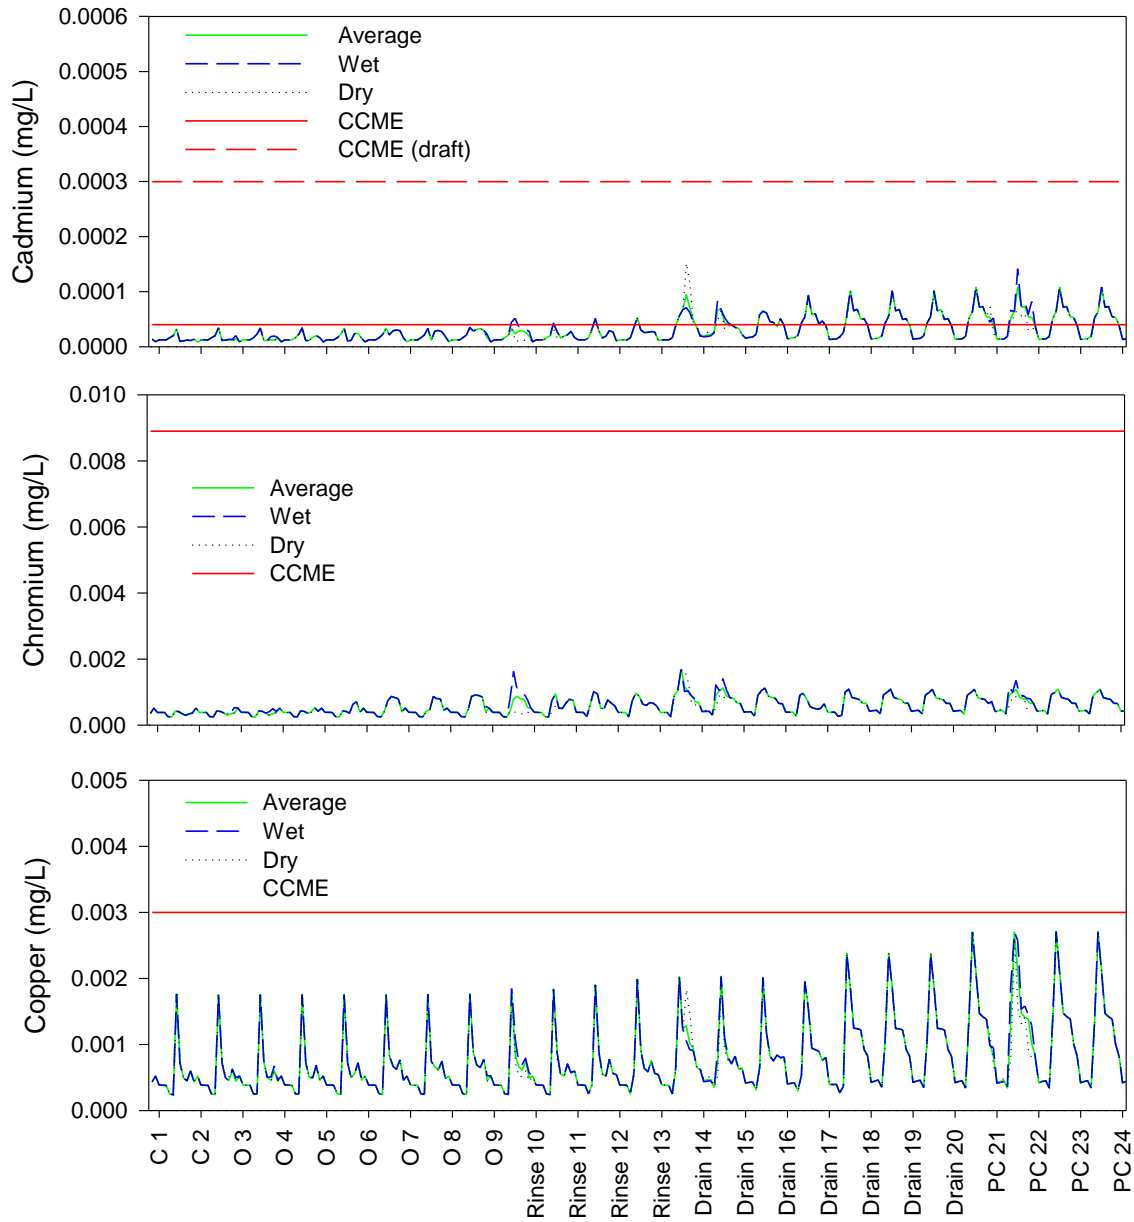 Cadmium (mg/L)
0.0006
0.0005
0.0004
0.0003
0.0002
0.0001
0.0000
Average
Wet
Dry
CCME
CCME (draft)
Chromium (mg/L)
0.010
0.008
0.006
0.004
0.002
0.000
Average
Wet
Dry
CCME
Copper (mg/L)
0.005
0.004
0.003
0.002
0.001
0.000
Average
Wet
Dry
CCME
C 1
C 2
O 3
O 4
O 5
O 6
O 7
O 8
O 9
Rinse 10
Rinse 11
Rinse 12
Rinse 13
Drain 14
Drain 15
Drain 16
Drain 17
Drain 18
Drain 19
Drain 20
PC 21
PC 22
PC 23
PC 24